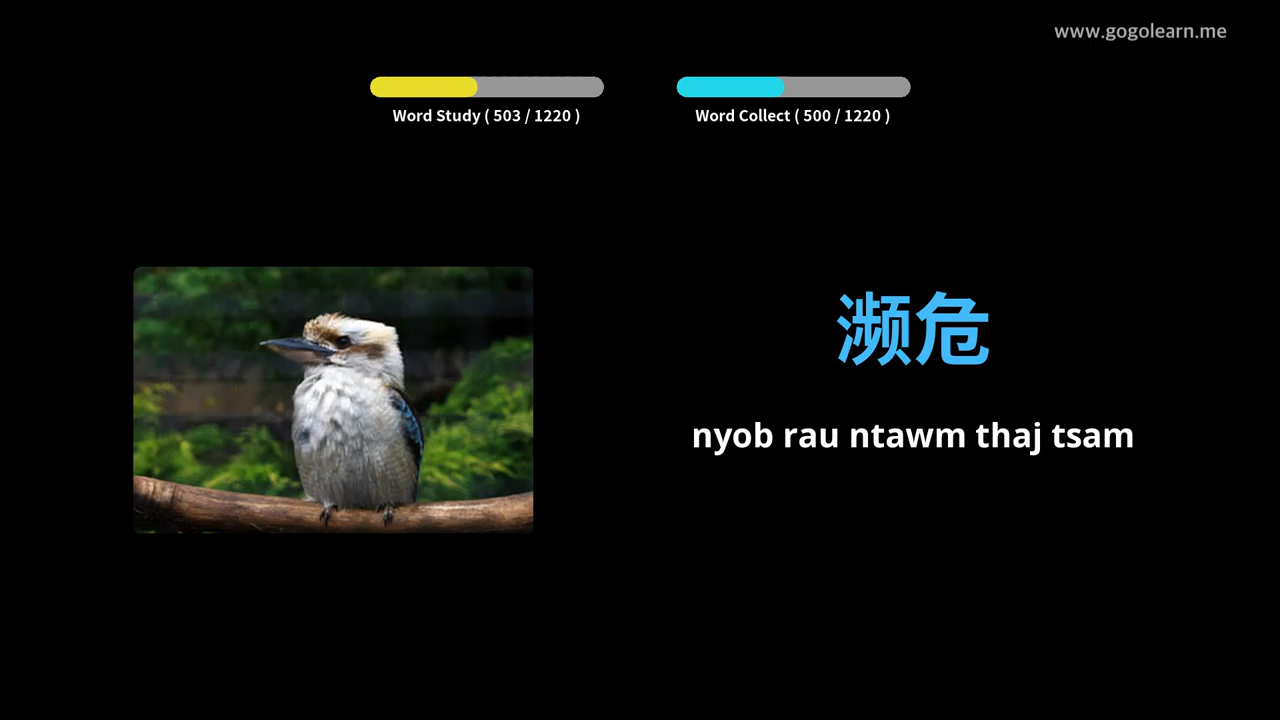 www.gogolearn.me
Word Study ( 503 / 1220 )
Word Collect ( 500 / 1220 )
濒危
nyob rau ntawm thaj tsam